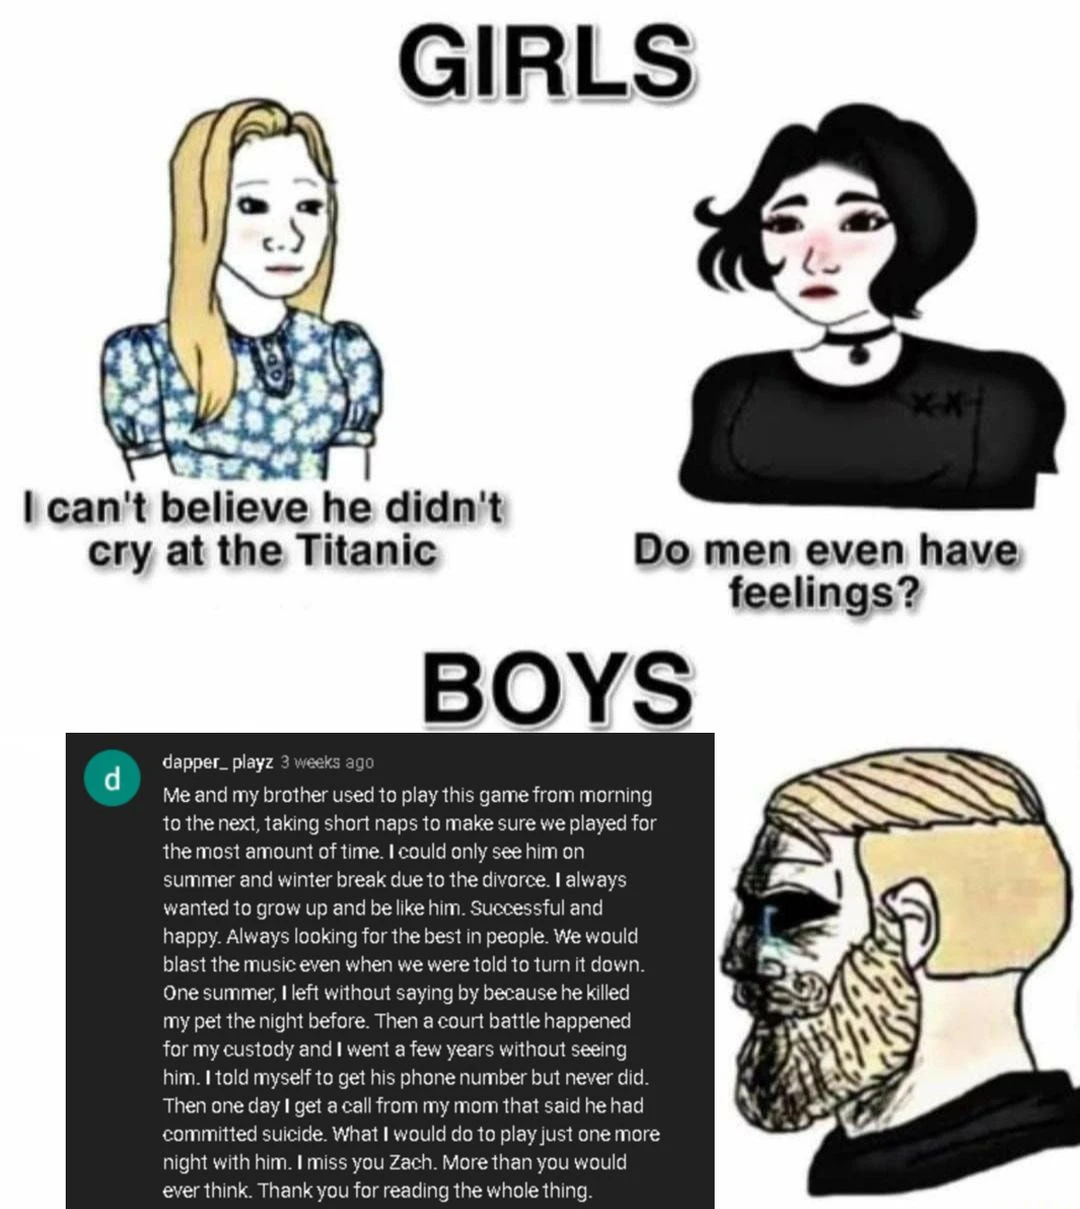 GIRLS
I can't believe he didn't
cry at the Titanic
Do men even have
feelings?
BOYS
d
dapper_playz 3 weeks ago
Me and my brother used to play this game from morning
to the next, taking short naps to make sure we played for
the most amount of time. I could only see him on
summer and winter break due to the divorce. I always
wanted to grow up and be like him. Successful and
happy. Always looking for the best in people. We would
blast the music even when we were told to turn it down.
One summer, I left without saying by because he killed
my pet the night before. Then a court battle happened
for my custody and I went a few years without seeing
him. I told myself to get his phone number but never did.
Then one day I get a call from my mom that said he had
committed suicide. What I would do to play just one more
night with him. I miss you Zach. More than you would
ever think. Thank you for reading the whole thing.